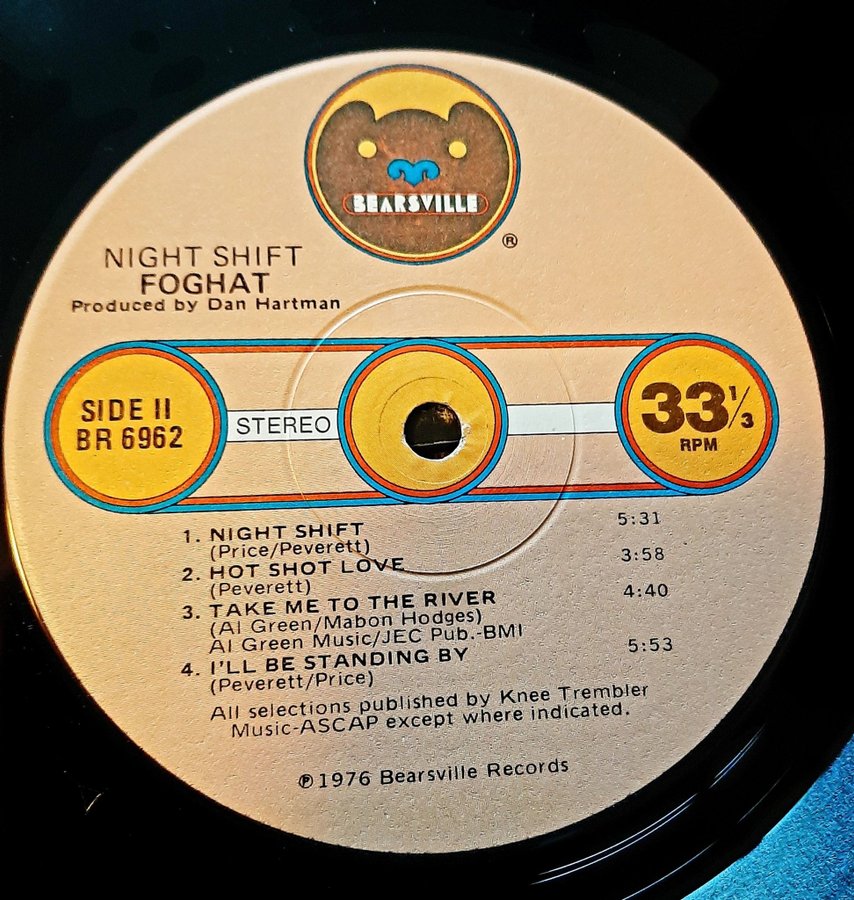 BEARSVILLE
®
NIGHT SHIFT
FOGHAT
Produced by Dan Hartman
SIDE II
BR 6962
STEREO
33 1/3
RPM
1. NIGHT SHIFT 5:31
(Price/Peverett)
2. HOT SHOT LOVE 3:58
(Peverett)
3. TAKE ME TO THE RIVER 4:40
(Al Green/Mabon Hodges)
Al Green Music/JEC Pub.-BMI
4. I'LL BE STANDING BY 5:53
(Peverett/Price)
All selections published by Knee Trembler
Music-ASCAP except where indicated.
℗ 1976 Bearsville Records